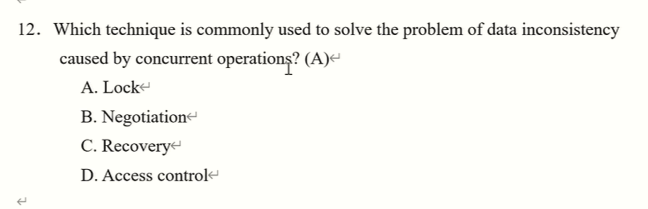 12. Which technique is commonly used to solve the problem of data inconsistency
caused by concurrent operations? (A)↵
A. Lock↵
B. Negotiation↵
C. Recovery↵
D. Access control↵
↵